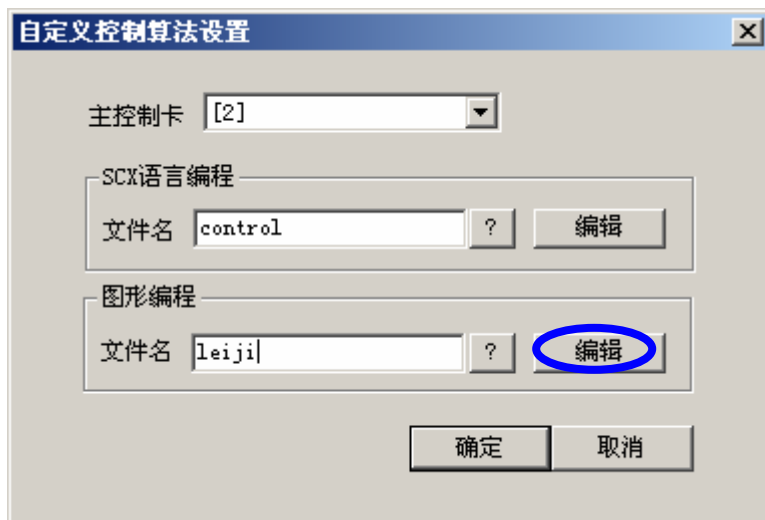 自定义控制算法设置
主控制卡 [2]
SCX语言编程
文件名 control ? 编辑
图形编程
文件名 leiji ? 编辑
确定 取消